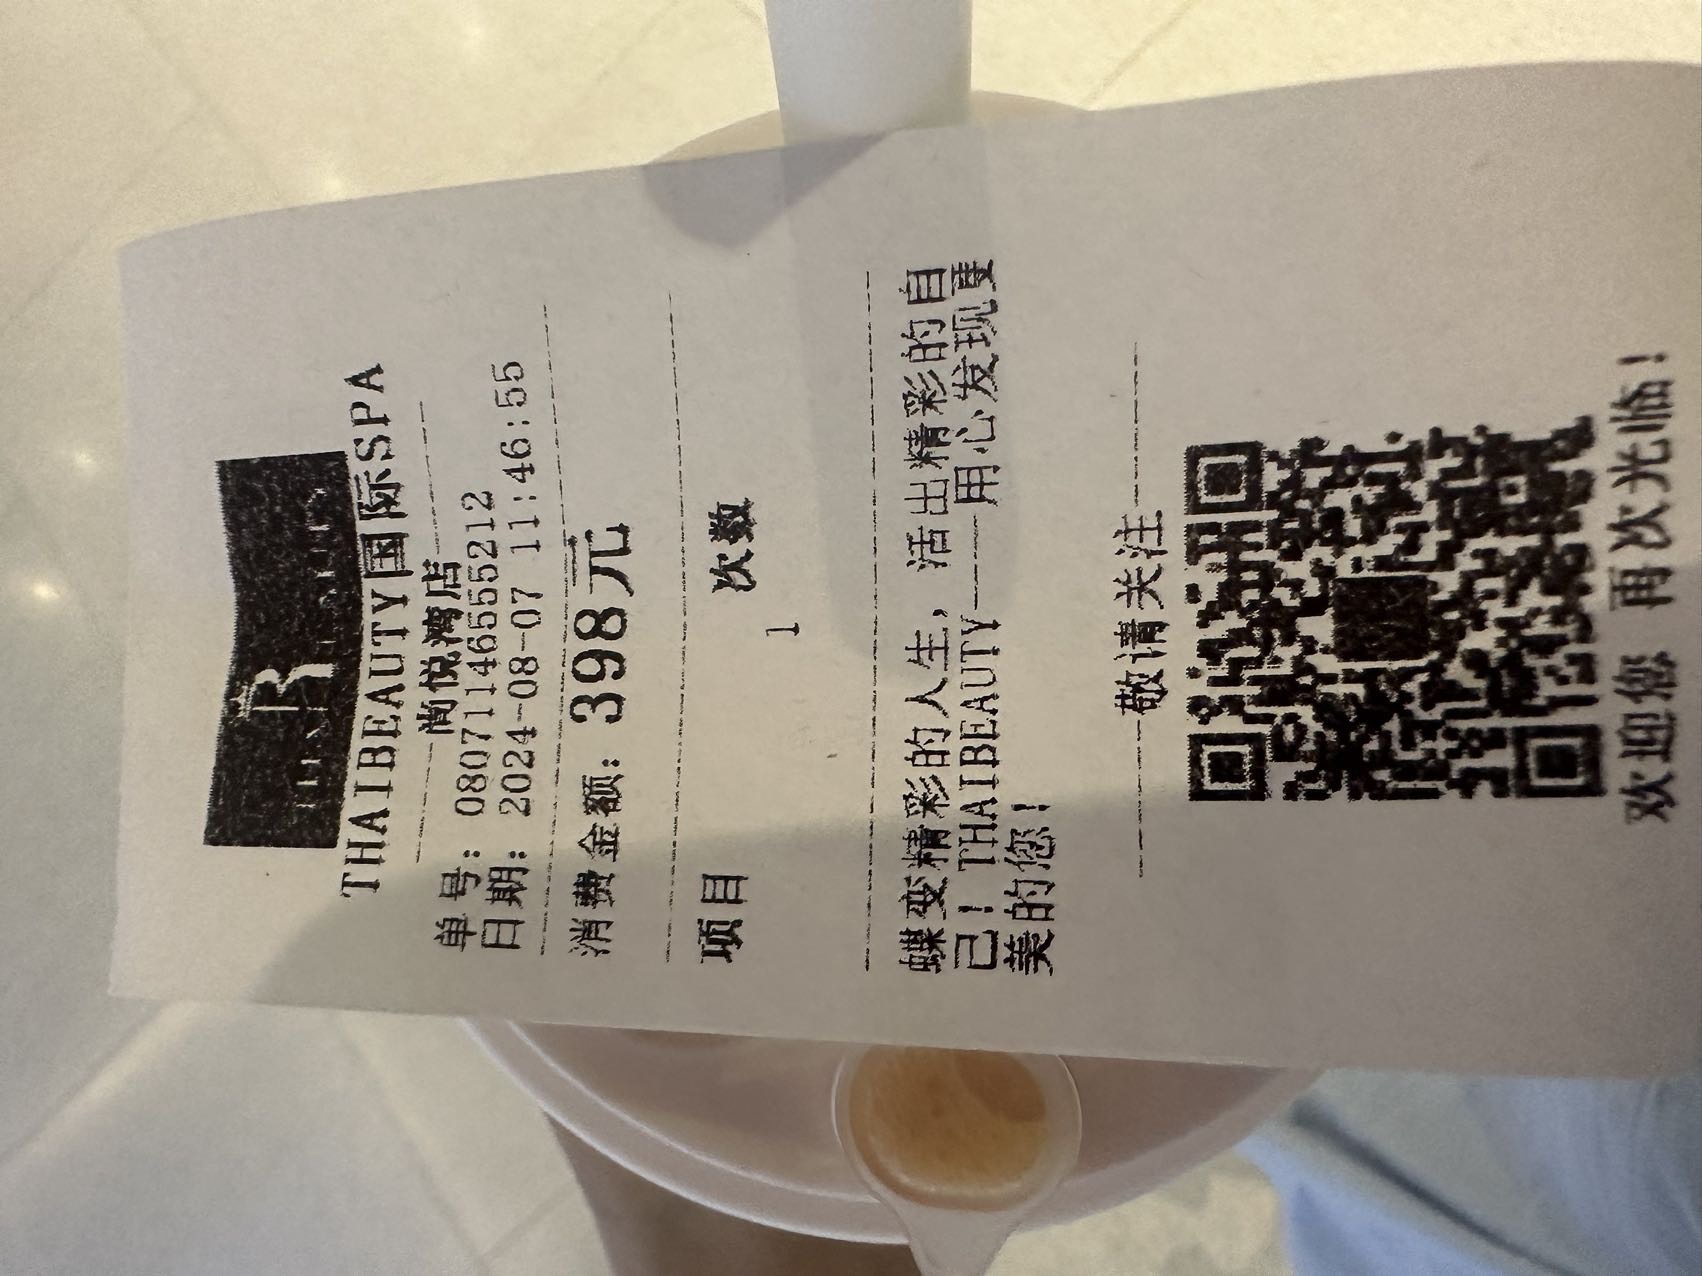 THAIBEAUTY国际SPA
尚悦湾店
单号：08071146555212
日期：2024-08-07 11:46:55
消费金额：398元
项目 次数
1
蝶变精彩的人生，活出精彩的自
己！THAIBEAUTY——用心发现更
美的您！
敬请关注
欢迎您 再次光临！